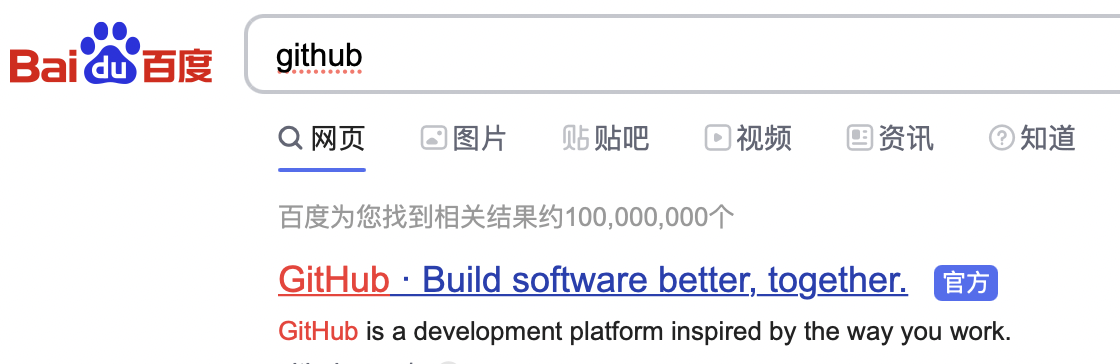 Bai du 百度
github
网页 图片 贴 贴吧 视频 资讯 知道
百度为您找到相关结果约100,000,000个
GitHub · Build software better, together. 官方
GitHub is a development platform inspired by the way you work.